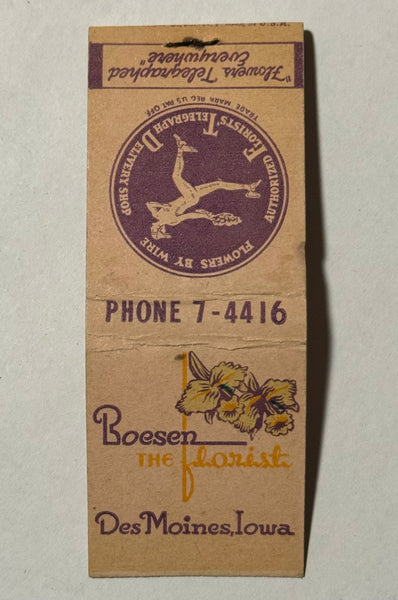 "Flowers Telegraphed
Everywhere"
TRADE MARK REG. US PAT OFF.
AUTHORIZED FLORISTS' TELEGRAPH DELIVERY SHOP
FLOWERS BY WIRE
PHONE 7-4416
Boesen
THE florist
Des Moines, Iowa